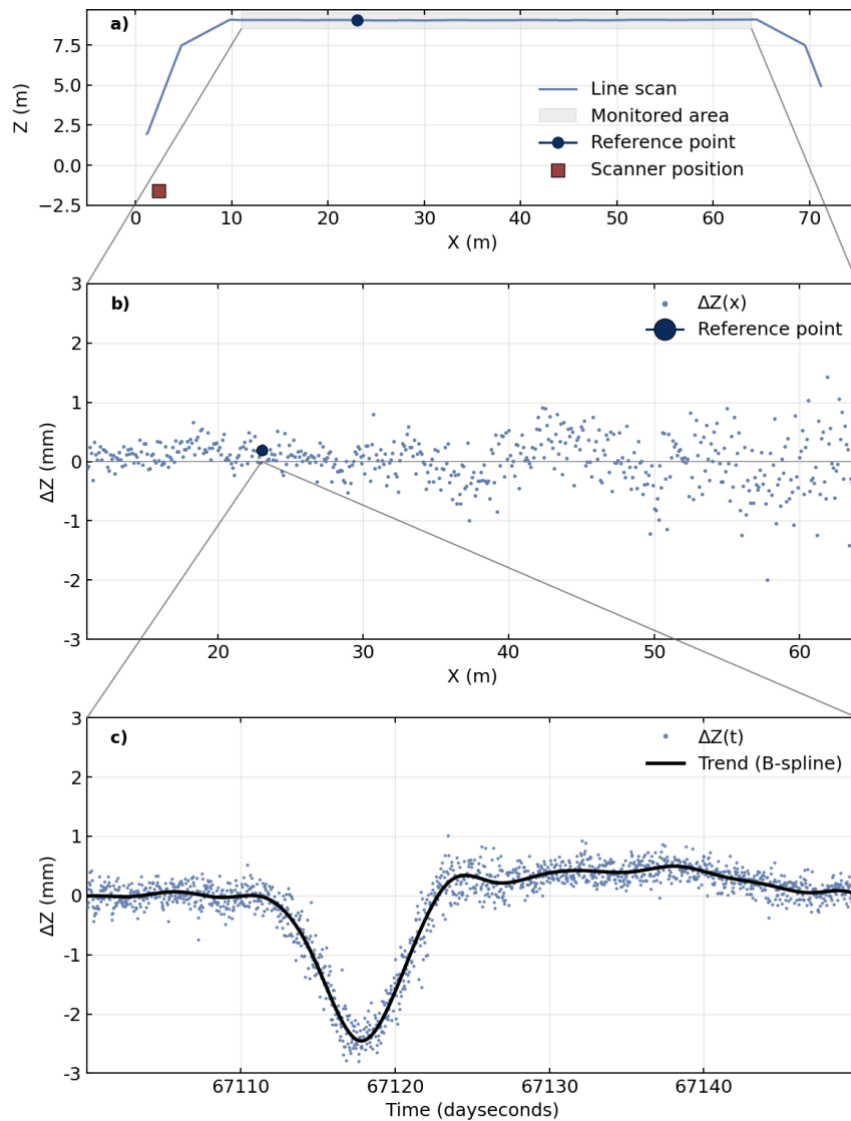 a)
7.5
5.0
2.5
0.0
−2.5
Z (m)
Line scan
Monitored area
Reference point
Scanner position
0 10 20 30 40 50 60 70
X (m)
b)
3
2
1
0
-1
-2
-3
ΔZ (mm)
ΔZ(x)
Reference point
20 30 40 50 60
X (m)
c)
3
2
1
0
-1
-2
-3
ΔZ (mm)
ΔZ(t)
Trend (B-spline)
67110 67120 67130 67140
Time (dayseconds)